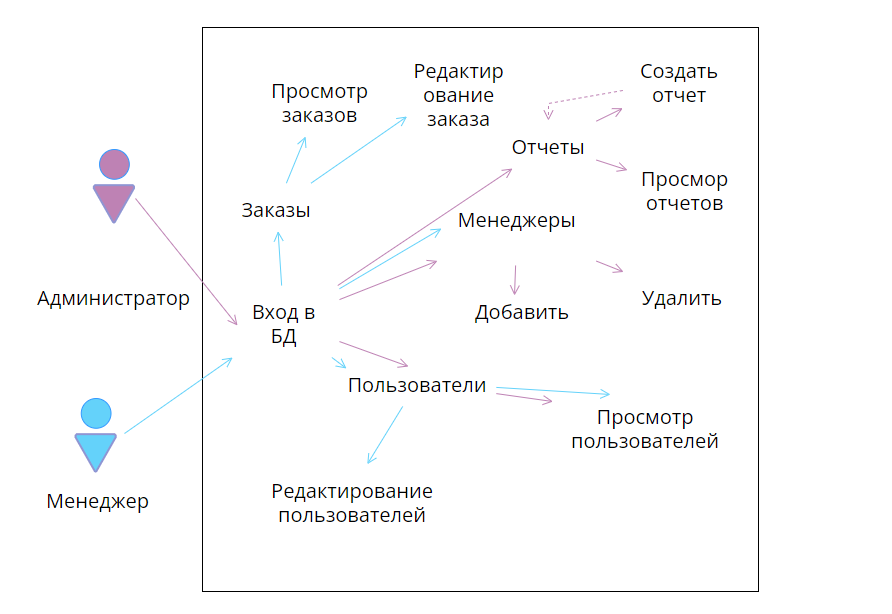 Просмотр
заказов
Редактир
ование
заказа
Создать
отчет
Отчеты
Просмор
отчетов
Заказы
Менеджеры
Администратор
Вход в
БД
Добавить
Удалить
Пользователи
Просмотр
пользователей
Менеджер
Редактирование
пользователей